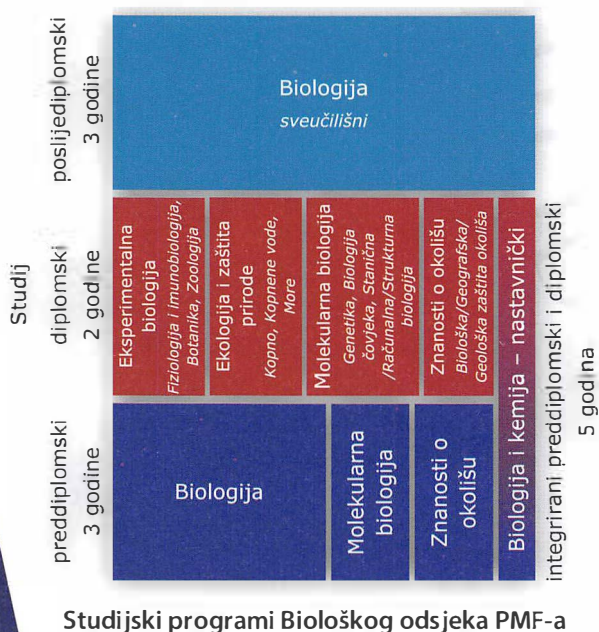 Studij
preddiplomski
3 godine
diplomski
2 godine
poslijediplomski
3 godine
Biologija
Molekularna
biologija
Znanosti o
okolišu
Eksperimentalna
biologija
Fiziologija i Imunobiologija,
Botanika, Zoologija
Ekologija i zaštita
prirode
Kopno, Kopnene vode,
More
Molekularna biologija
Genetika, Biologija
čovjeka, Stanična
/Računalna/Strukturna
biologija
Znanosti o okolišu
Biološka/Geografska/
Geološka zaštita okoliša
Biologija
sveučilišni
Biologija i kemija – nastavnički
integrirani preddiplomski i diplomski
5 godina
Studijski programi Biološkog odsjeka PMF-a